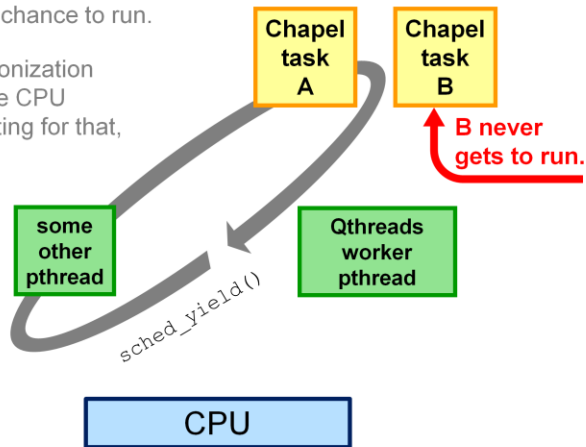 chance to run.
onization
e CPU
ting for that,
Chapel
task
A
Chapel
task
B
B never
gets to run.
some
other
pthread
Qthreads
worker
pthread
sched_yield()
CPU